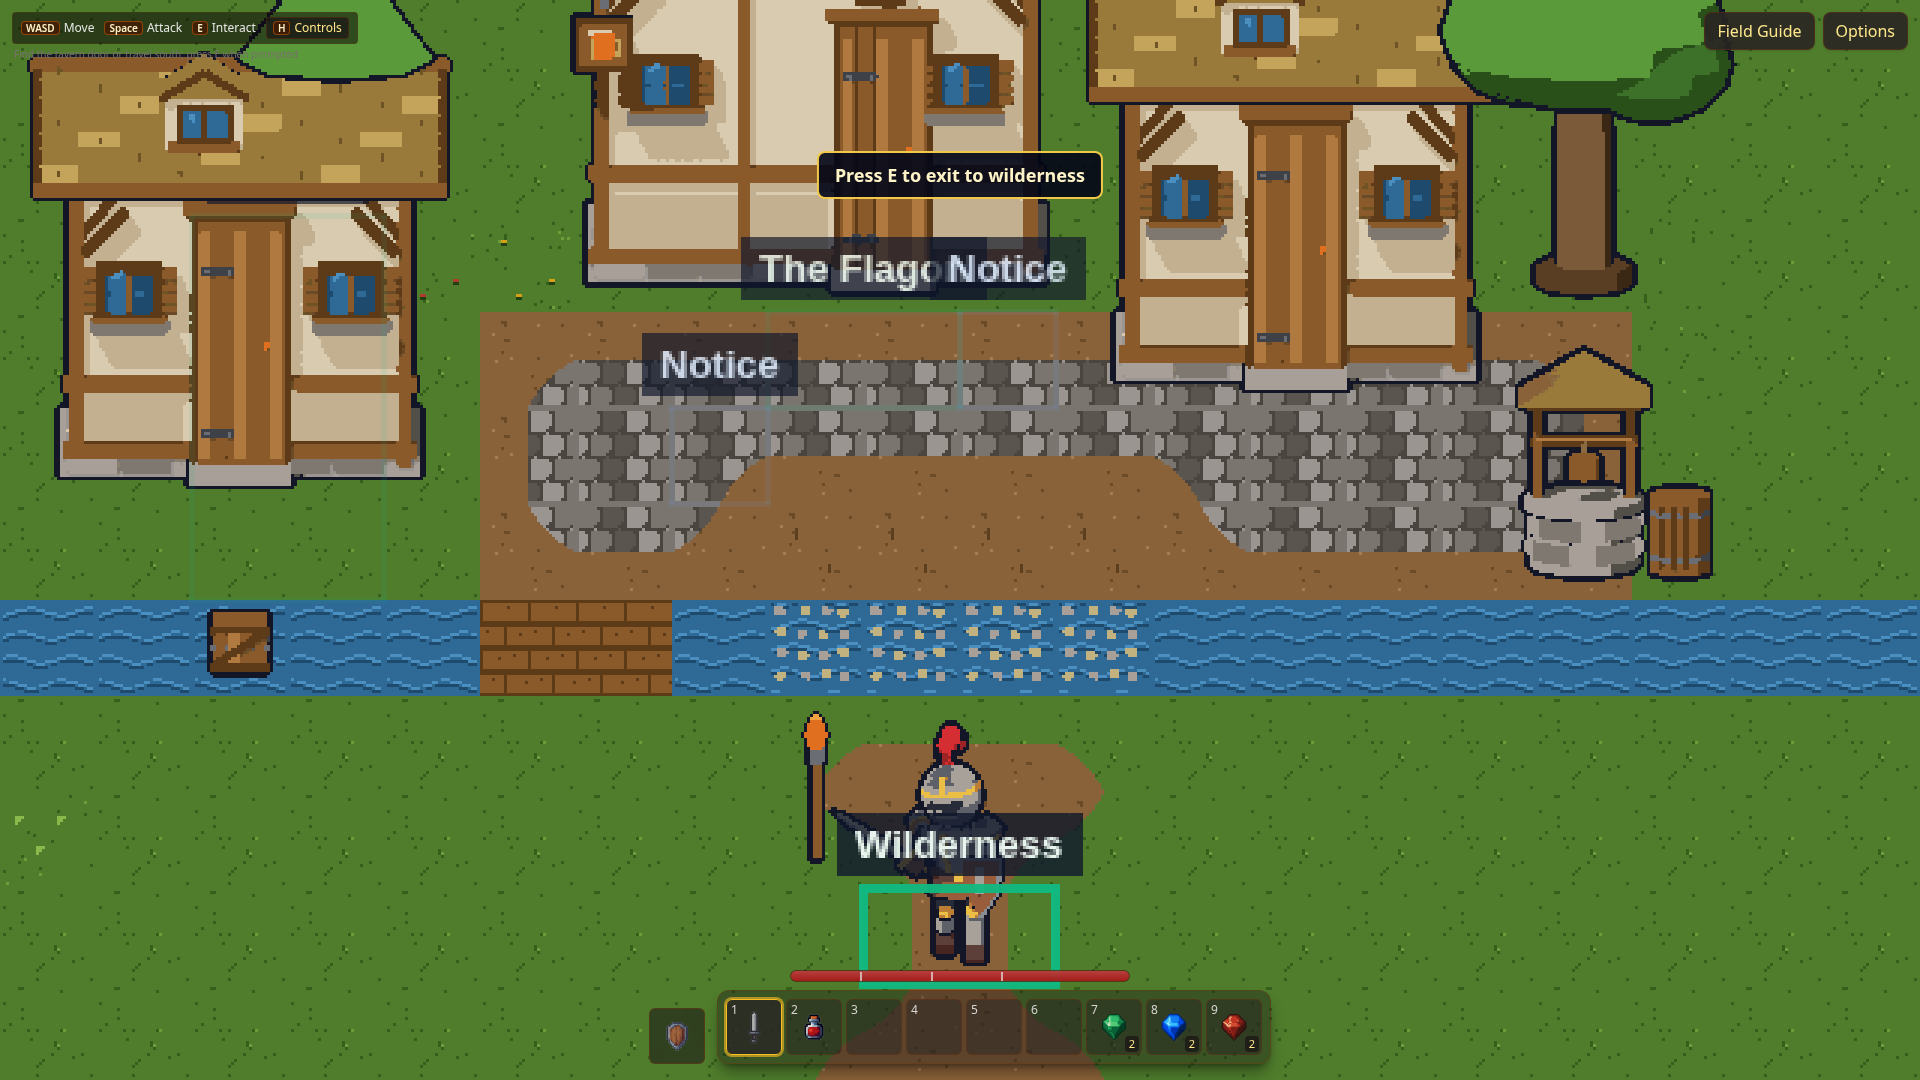 WASD Move Space Attack E Interact H Controls
Field Guide Options
Press E to exit to wilderness
The Flago Notice
Notice
Wilderness
1 2 3 4 5 6 7 8 9
2 2 2